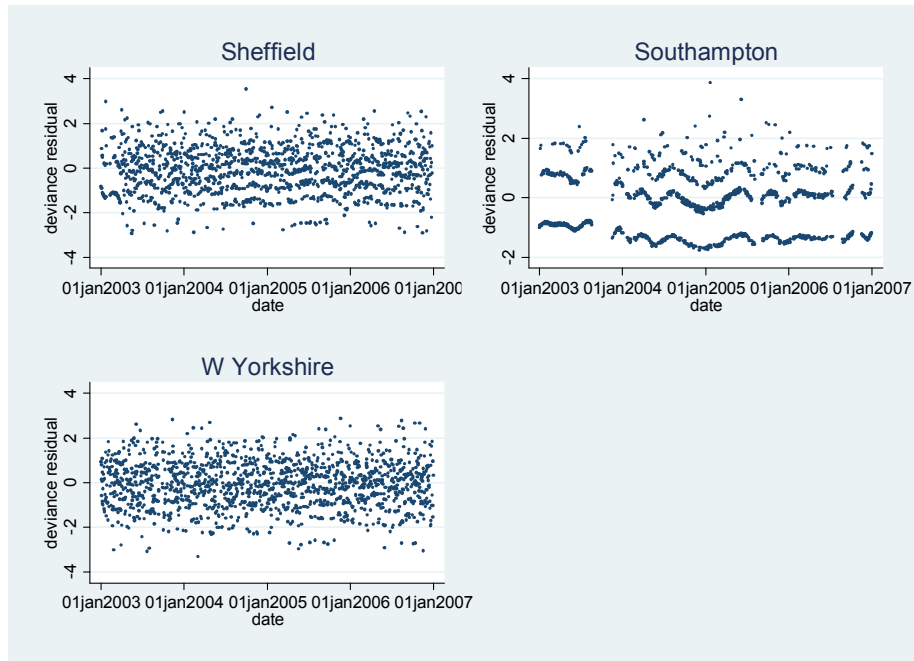 Sheffield
deviance residual
4
2
0
-2
-4
01jan2003 01jan2004 01jan2005 01jan2006 01jan200
date
Southampton
deviance residual
4
2
0
-2
01jan2003 01jan2004 01jan2005 01jan2006 01jan2007
date
W Yorkshire
deviance residual
4
2
0
-2
-4
01jan2003 01jan2004 01jan2005 01jan2006 01jan2007
date